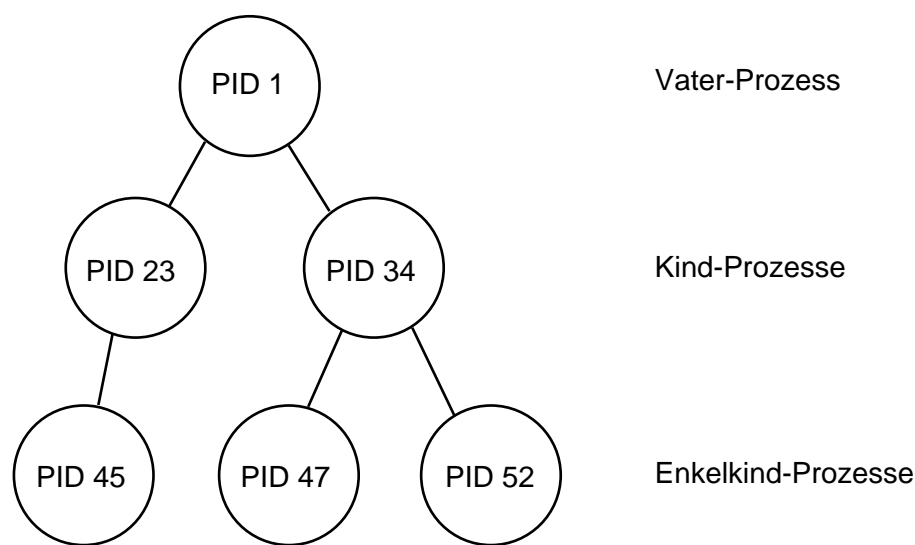 PID 1
Vater-Prozess
PID 23
PID 34
Kind-Prozesse
PID 45
PID 47
PID 52
Enkelkind-Prozesse